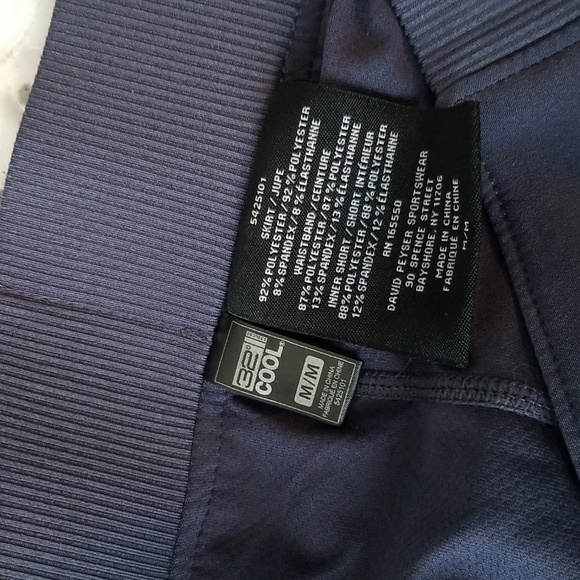 5425101
SKIRT/JUPE
92% POLYESTER/ 92% POLYESTER
8% SPANDEX/ 8% ÉLASTHANNE
WAISTBAND/CEINTURE
87% POLYESTER/ 87% POLYESTER
13% SPANDEX/13% ÉLASTHANNE
INNER SHORT/SHORT INTÉRIEUR
88% POLYESTER/ 88% POLYESTER
12% SPANDEX/12% ÉLASTHANNE
RN 165550
DAVID PEYSER SPORTSWEAR
90 SPENCE STREET
BAYSHORE, NY 11706
MADE IN CHINA
FABRIQUÉ EN CHINE
M/M
32°
COOL
M/M
MADE IN CHINA
FABRIQUÉ EN CHINE
5425101